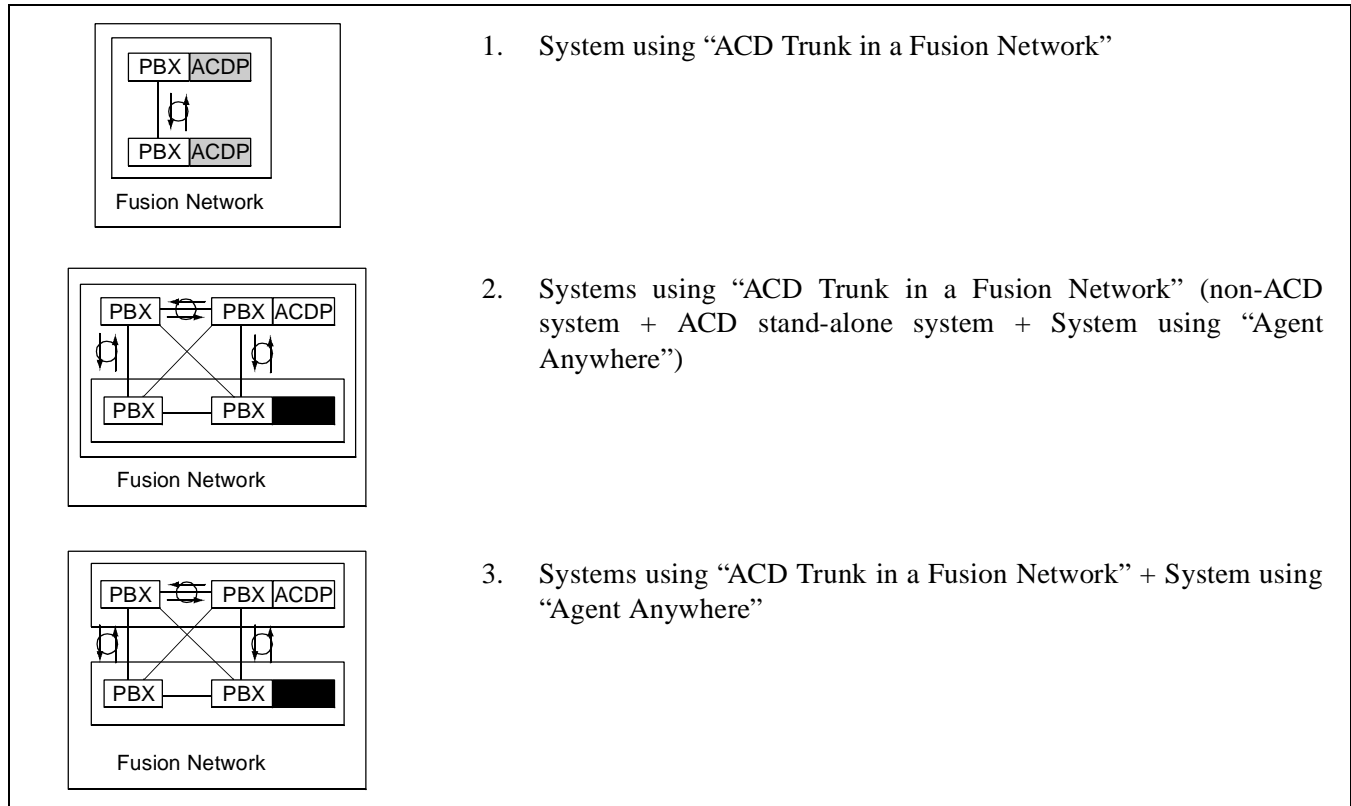 PBX ACDP
PBX ACDP
Fusion Network
1. System using “ACD Trunk in a Fusion Network”
PBX PBX ACDP
PBX PBX
Fusion Network
2. Systems using “ACD Trunk in a Fusion Network” (non-ACD
system + ACD stand-alone system + System using “Agent
Anywhere”)
PBX PBX ACDP
PBX PBX
Fusion Network
3. Systems using “ACD Trunk in a Fusion Network” + System using
“Agent Anywhere”